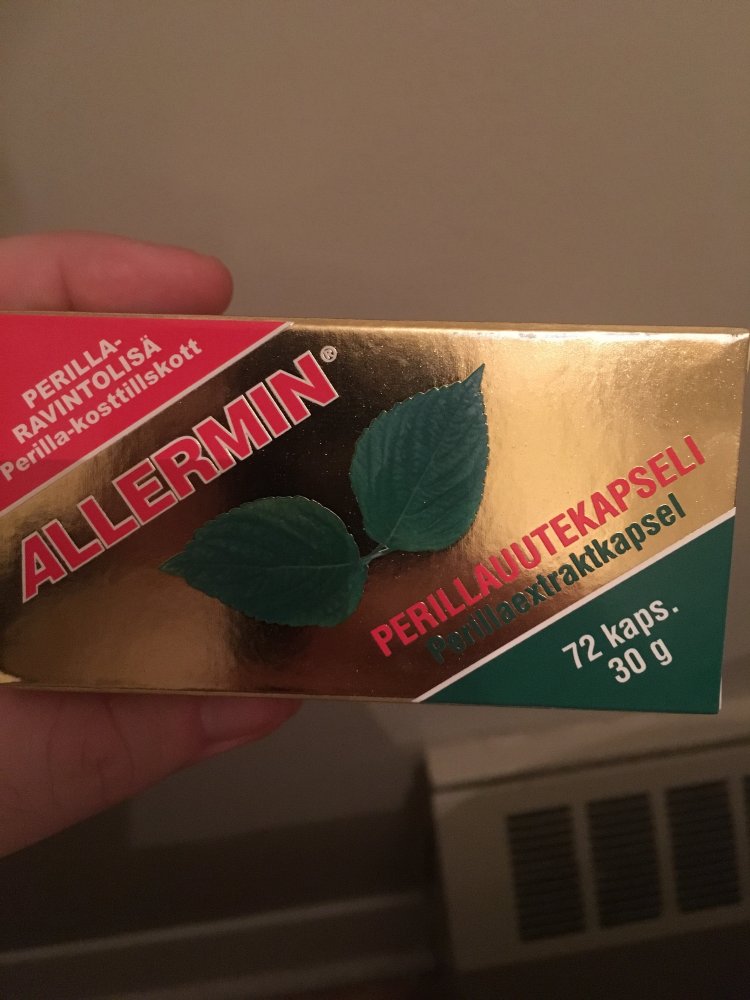 PERILLA-
RAVINTOLISÄ
Perilla-kosttillskott
ALLERMIN®
PERILLAUUTEKAPSELI
Perillaextraktkapsel
72 kaps.
30 g